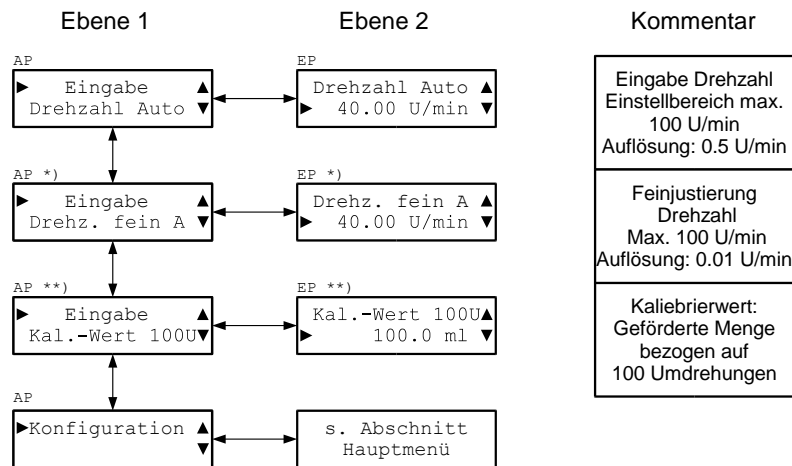 Ebene 1 Ebene 2 Kommentar
AP EP
► Eingabe ▲
Drehzahl Auto ▼
Drehzahl Auto ▲
► 40.00 U/min ▼
Eingabe Drehzahl
Einstellbereich max.
100 U/min
Auflösung: 0.5 U/min
AP *) EP *)
► Eingabe ▲
Drehz. fein A ▼
Drehz. fein A ▲
► 40.00 U/min ▼
Feinjustierung
Drehzahl
Max. 100 U/min
Auflösung: 0.01 U/min
AP **) EP **)
► Eingabe ▲
Kal.-Wert 100U▼
Kal.-Wert 100U▲
► 100.0 ml ▼
Kaliebrierwert:
Geförderte Menge
bezogen auf
100 Umdrehungen
AP
►Konfiguration ▲
▼
s. Abschnitt
Hauptmenü